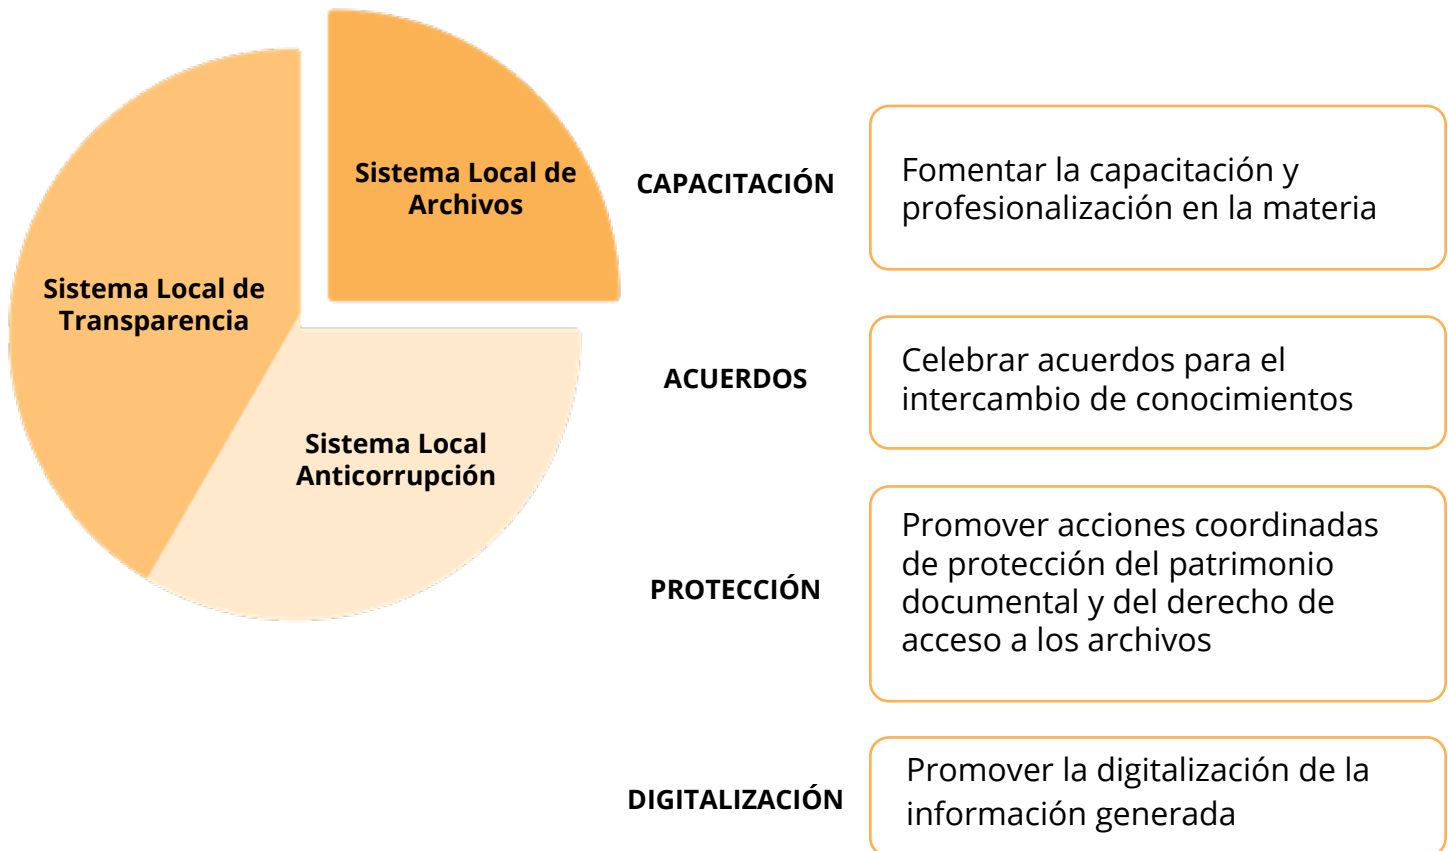 Sistema Local de
Archivos
Sistema Local de
Transparencia
Sistema Local
Anticorrupción
CAPACITACIÓN
Fomentar la capacitación y
profesionalización en la materia
ACUERDOS
Celebrar acuerdos para el
intercambio de conocimientos
PROTECCIÓN
Promover acciones coordinadas
de protección del patrimonio
documental y del derecho de
acceso a los archivos
DIGITALIZACIÓN
Promover la digitalización de la
información generada